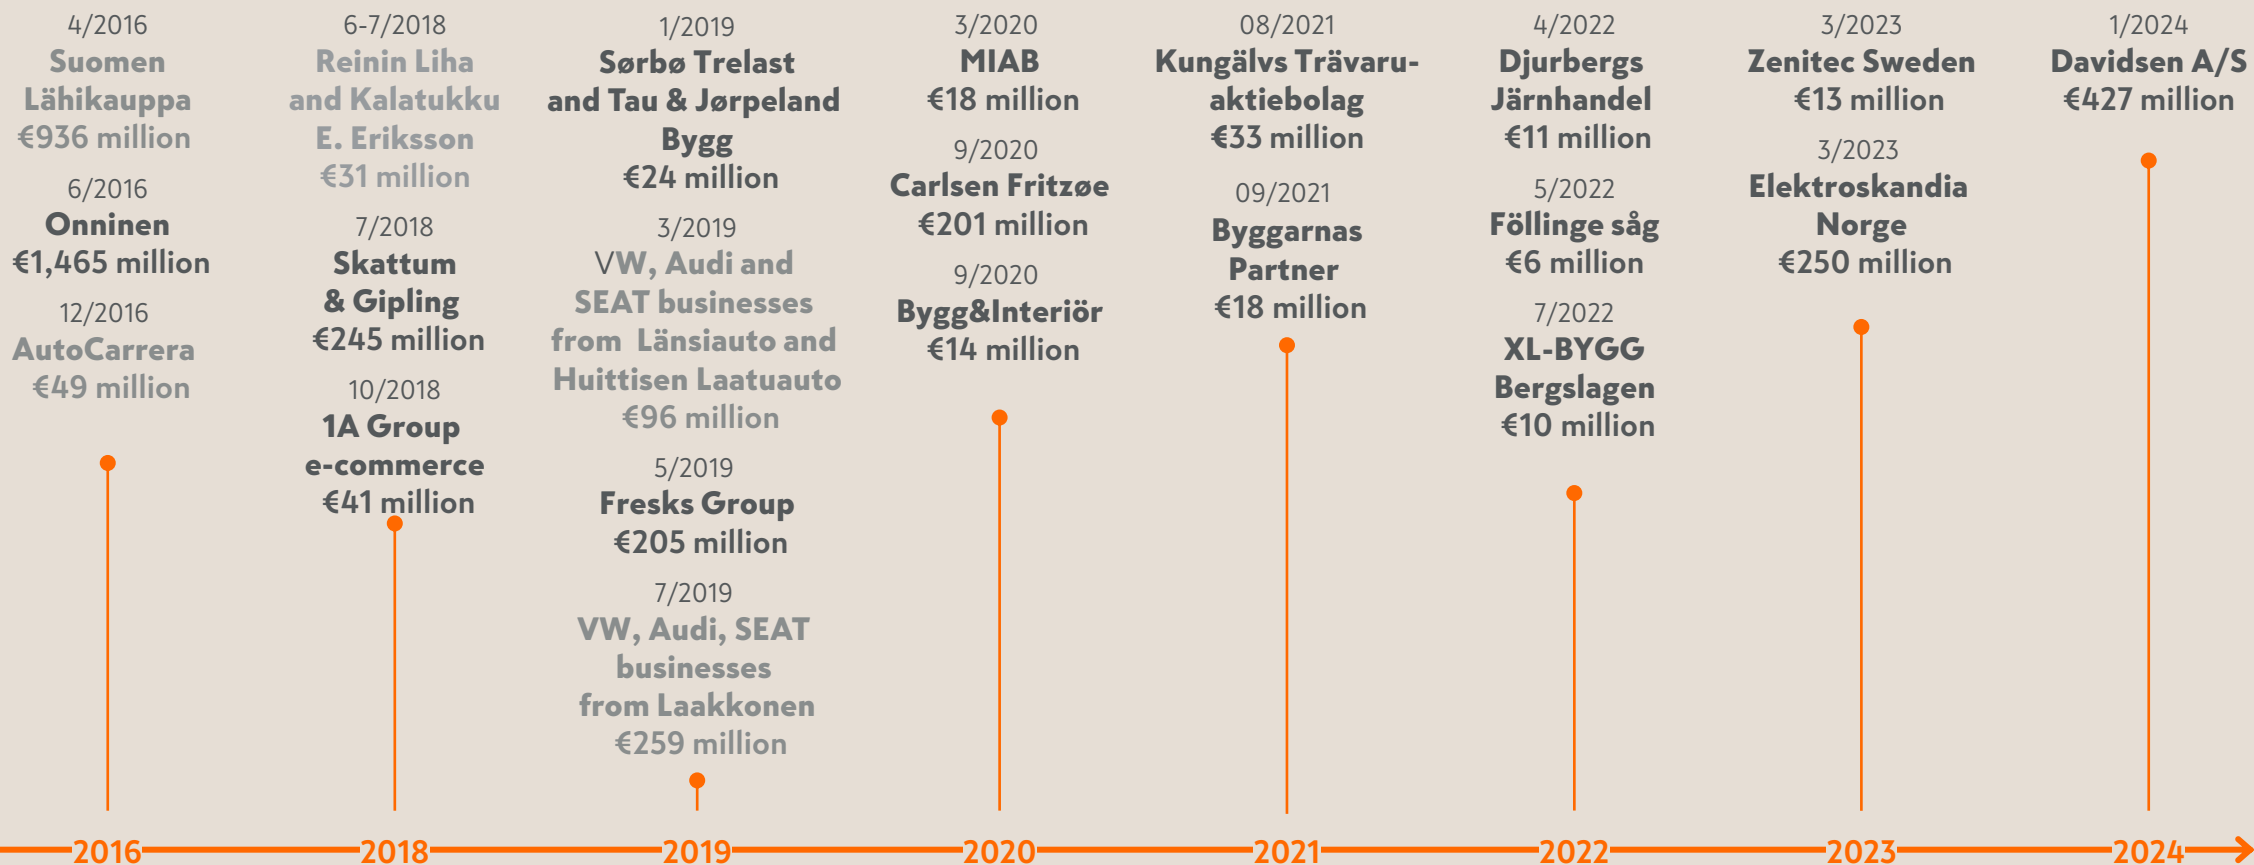 4/2016
Suomen
Lähikauppa
€936 million
6/2016
Onninen
€1,465 million
12/2016
AutoCarrera
€49 million
6-7/2018
Reinin Liha
and Kalatukku
E. Eriksson
€31 million
7/2018
Skattum
& Gipling
€245 million
10/2018
1A Group
e-commerce
€41 million
1/2019
Sørbø Trelast
and Tau & Jørpeland
Bygg
€24 million
3/2019
VW, Audi and
SEAT businesses
from Länsiauto and
Huittisen Laatuauto
€96 million
5/2019
Fresks Group
€205 million
7/2019
VW, Audi, SEAT
businesses
from Laakkonen
€259 million
3/2020
MIAB
€18 million
9/2020
Carlsen Fritzøe
€201 million
9/2020
Bygg&Interiör
€14 million
08/2021
Kungälvs Trävaru-
aktiebolag
€33 million
09/2021
Byggarnas
Partner
€18 million
4/2022
Djurbergs
Järnhandel
€11 million
5/2022
Föllinge såg
€6 million
7/2022
XL-BYGG
Bergslagen
€10 million
3/2023
Zenitec Sweden
€13 million
3/2023
Elektroskandia
Norge
€250 million
1/2024
Davidsen A/S
€427 million
2016
2018
2019
2020
2021
2022
2023
2024